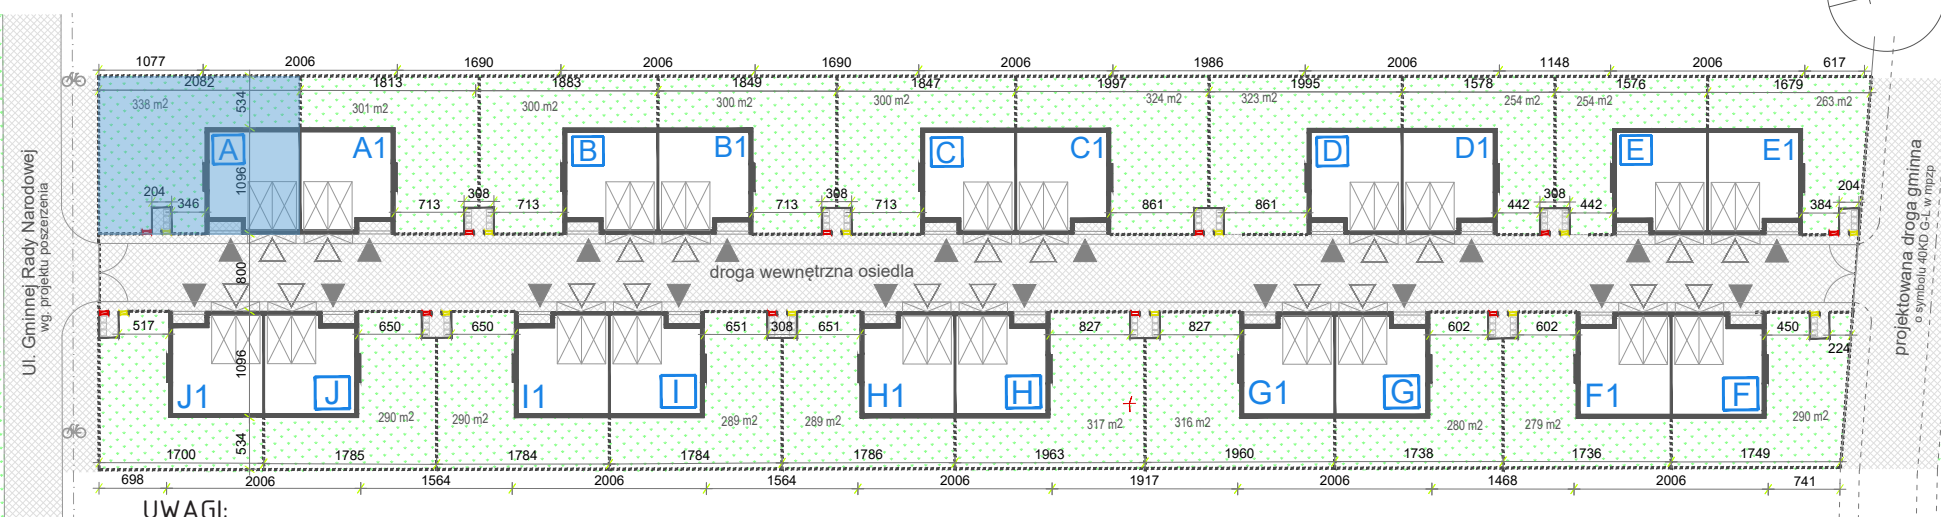 1077 2006 1690 2006 1690 2006 1986 2006 1148 2006 617
2082 1813 1883 1849 1847 1997 1995 1578 1576 1679
338 m2 534 301 m2 300 m2 300 m2 300 m2 324 m2 323 m2 254 m2 254 m2 263 m2
A A1 B B1 C C1 D D1 E E1
1096
204 346 713 308 713 713 308 713 861 861 442 308 442 384 204
droga wewnętrzna osiedla
800
517 650 650 651 308 651 827 827 602 602 450
224
1096
J1 J I1 I H1 H G1 G F1 F
290 m2 290 m2 289 m2 289 m2 317 m2 316 m2 280 m2 279 m2 290 m2
534
1700 1785 1784 1784 1786 1963 1960 1738 1736 1749
698 2006 1564 2006 1564 2006 1917 2006 1468 2006 741
UWAGI:
Ul. Gminnej Rady Narodowej
wg. projektu poszerzenia
projektowana droga gminna
o symbolu 40KD G-L w mpzp